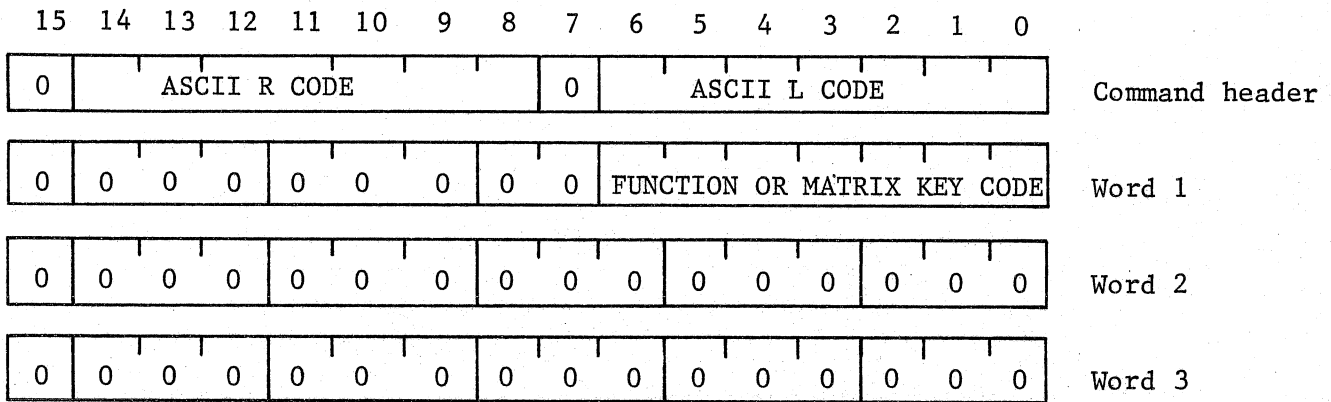 15 14 13 12 11 10 9 8 7 6 5 4 3 2 1 0
0 ASCII R CODE 0 ASCII L CODE Command header
0 0 0 0 0 0 0 0 0 FUNCTION OR MATRIX KEY CODE Word 1
0 0 0 0 0 0 0 0 0 0 0 0 0 0 0 0 Word 2
0 0 0 0 0 0 0 0 0 0 0 0 0 0 0 0 Word 3